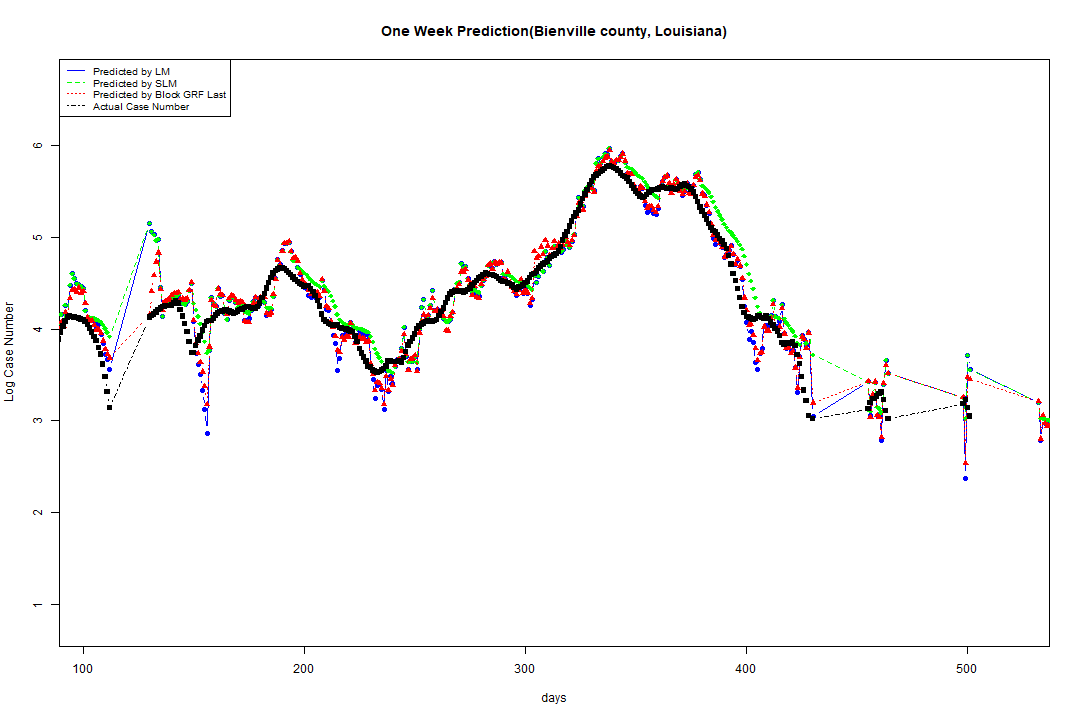 One Week Prediction(Bienville county, Louisiana)
Predicted by LM
Predicted by SLM
Predicted by Block GRF Last
Actual Case Number
Log Case Number
6
5
4
3
2
1
100 200 300 400 500
days